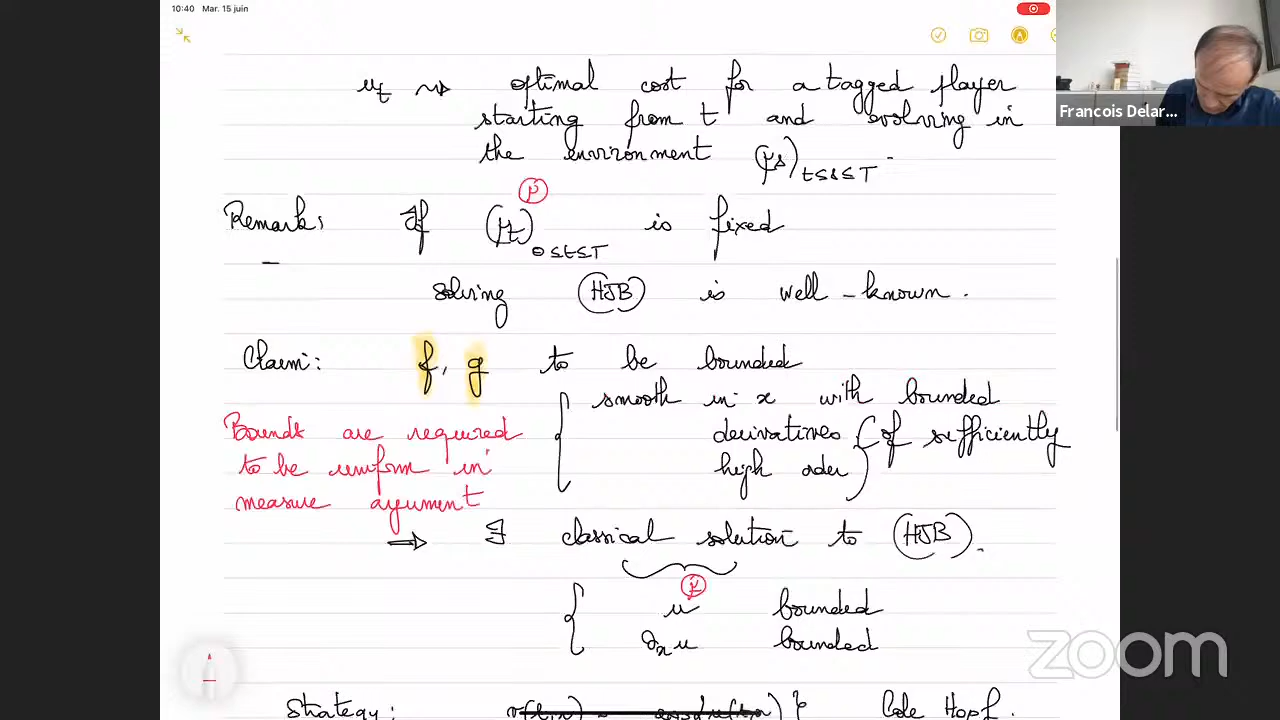 10:40 Mar. 15 juin
u_t ⇝ optimal cost for a tagged player
starting from t and evolving in
the environment (μ_s)_{t≤s≤T}.
Francois Delar...
Remark: If (μ_t)_{0≤t≤T} is fixed
solving (HJB) is well-known.
Claim: f, g to be bounded
smooth in x with bounded
derivatives (of sufficiently
high order)
Bounds are required
to be uniform in
measure argument
⇒ ∃ classical solution to (HJB).
u bounded
∂_x u bounded
zoom
Strategy: Cole Hopf.